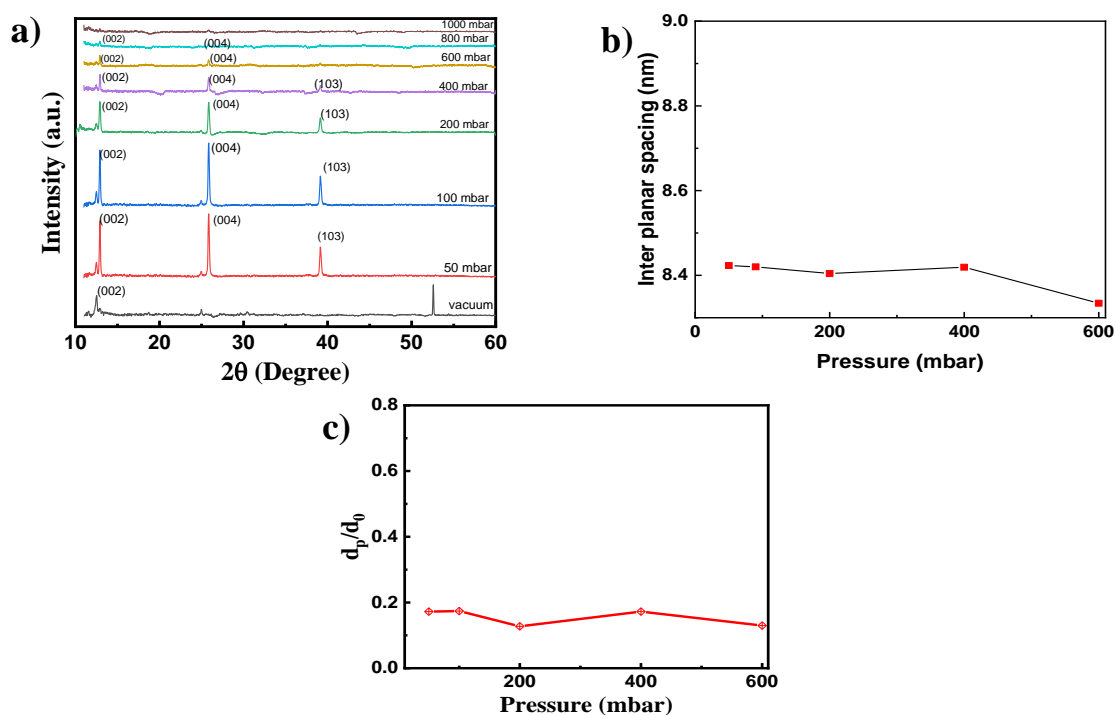 a)
1000 mbar
(002)
(004)
800 mbar
(002)
(004)
600 mbar
(002)
(004)
(103)
400 mbar
(002)
(004)
(103)
200 mbar
(002)
(004)
(103)
100 mbar
(002)
(004)
(103)
50 mbar
(002)
vacuum
Intensity (a.u.)
10 20 30 40 50 60
2θ (Degree)
b)
9.0
8.8
8.6
8.4
Inter planar spacing (nm)
0 200 400 600
Pressure (mbar)
c)
0.8
0.6
0.4
0.2
0.0
dp/d0
200 400 600
Pressure (mbar)